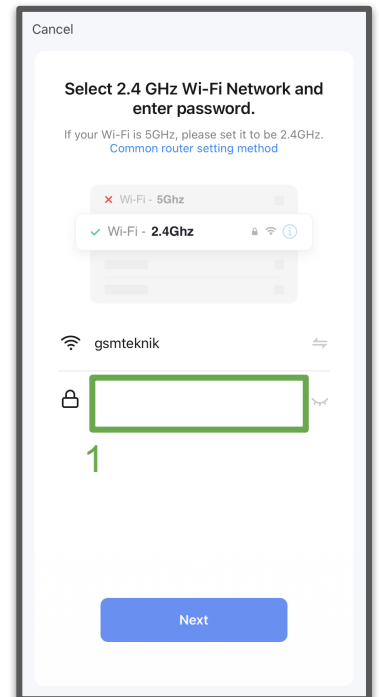 Cancel
Select 2.4 GHz Wi-Fi Network and
enter password.
If your Wi-Fi is 5GHz, please set it to be 2.4GHz.
Common router setting method
Wi-Fi - 5Ghz
Wi-Fi - 2.4Ghz
gsmteknik
1
Next